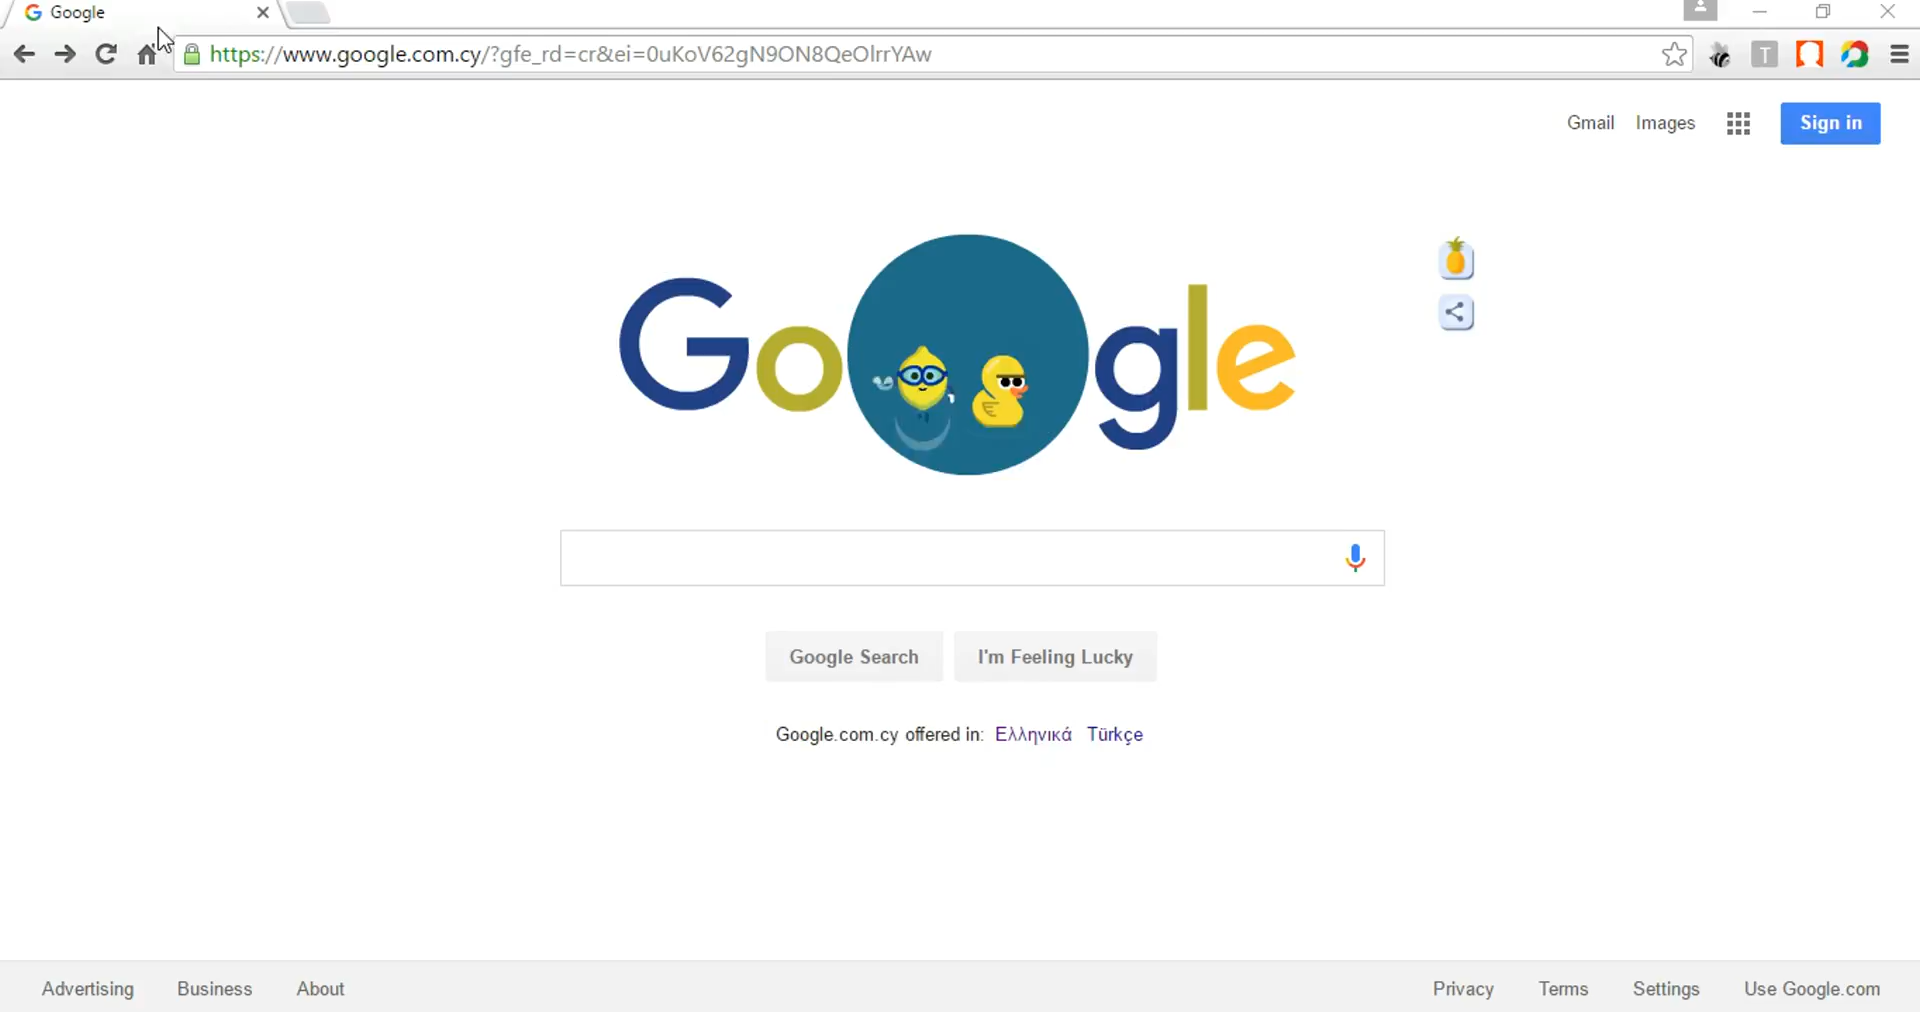 Google
https://www.google.com.cy/?gfe_rd=cr&ei=0uKoV62gN9ON8QeOlrrYAw
T
Gmail Images Sign in
Google
Google Search I'm Feeling Lucky
Google.com.cy offered in: Ελληνικά Türkçe
Advertising Business About Privacy Terms Settings Use Google.com